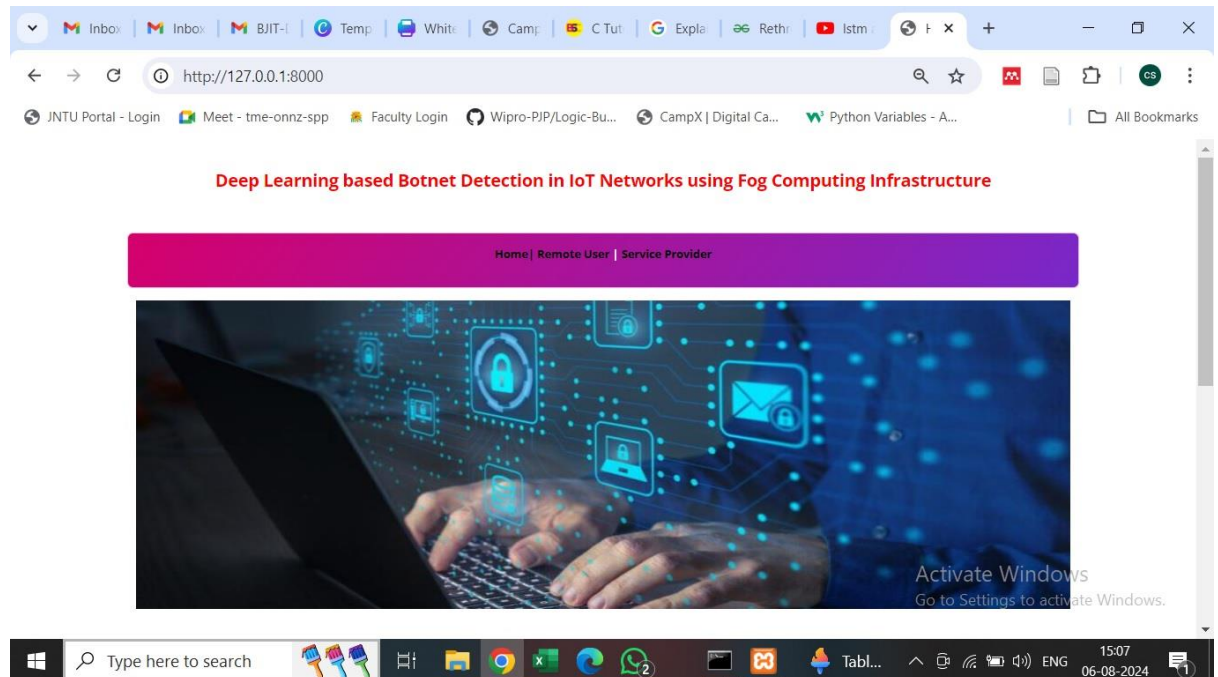 Inbox Inbox BJIT-L Temp White Camp C Tut Expla Rethr lstm
http://127.0.0.1:8000 CS
JNTU Portal - Login Meet - tme-onnz-spp Faculty Login Wipro-PJP/Logic-Bu... CampX | Digital Ca... Python Variables - A... All Bookmarks
Deep Learning based Botnet Detection in IoT Networks using Fog Computing Infrastructure
Home| Remote User | Service Provider
Activate Windows
Go to Settings to activate Windows.
Type here to search 2 Tabl... ENG 15:07
06-08-2024 1